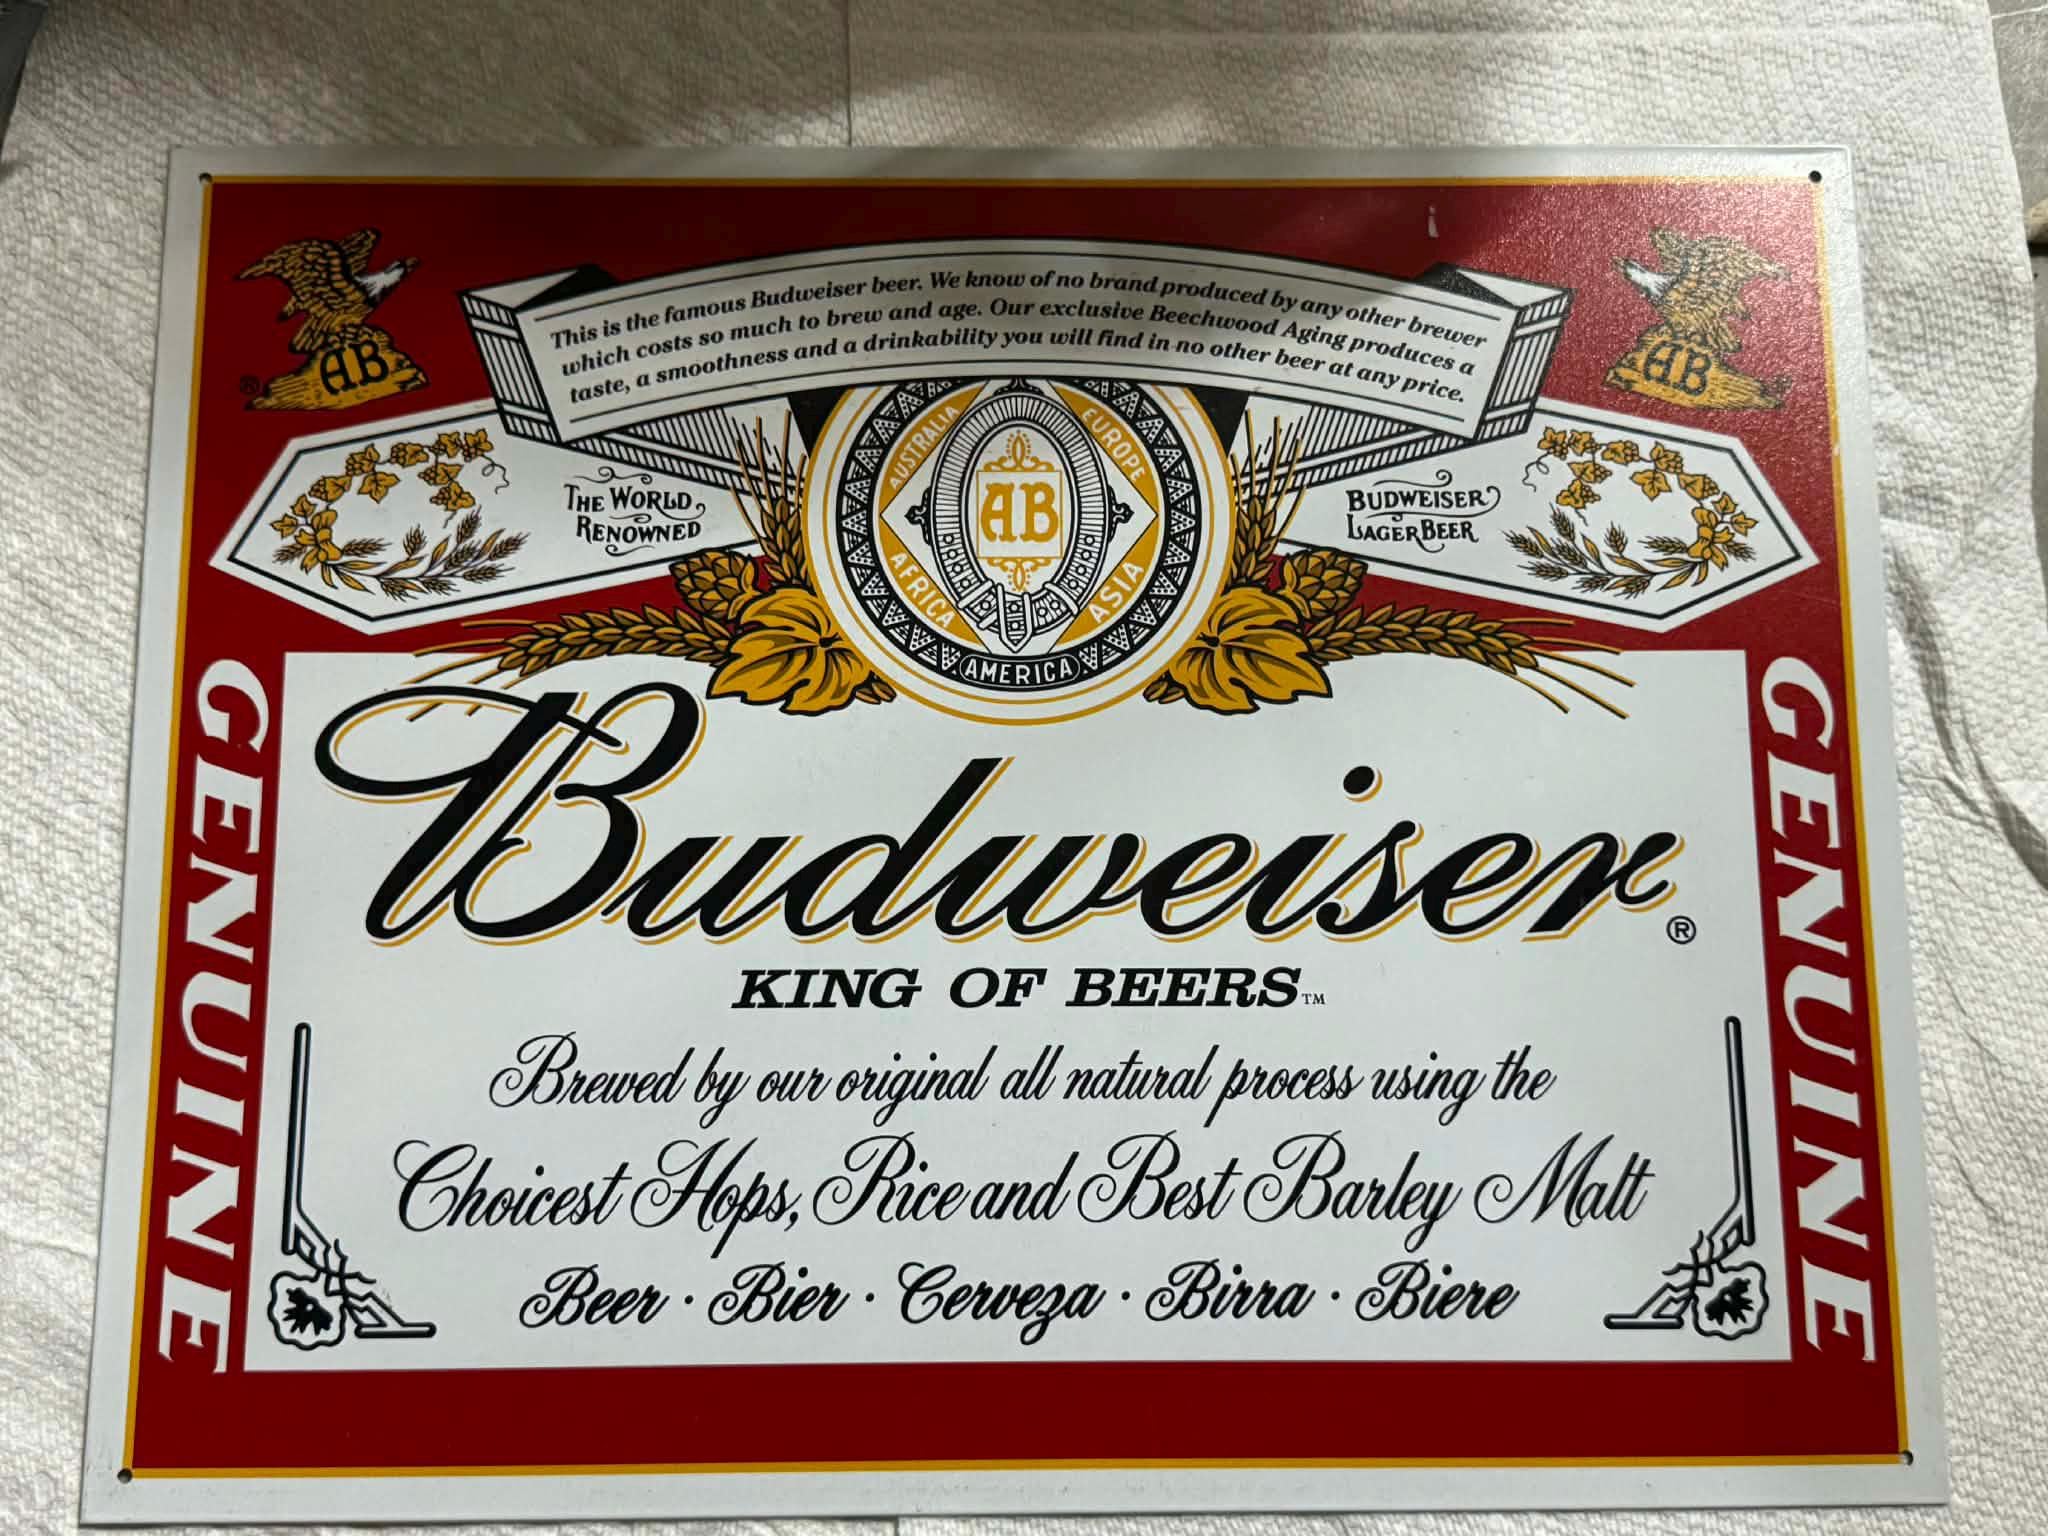 This is the famous Budweiser beer. We know of no brand produced by any other brewer
which costs so much to brew and age. Our exclusive Beechwood Aging produces a
taste, a smoothness and a drinkability you will find in no other beer at any price.
AB
®
AB
THE WORLD
RENOWNED
AUSTRALIA
EUROPE
AB
AFRICA
ASIA
AMERICA
BUDWEISER
LAGER BEER
GENUINE
Budweiser®
KING OF BEERS™
Brewed by our original all natural process using the
Choicest Hops, Rice and Best Barley Malt
Beer · Bier · Cerveza · Birra · Biere
GENUINE